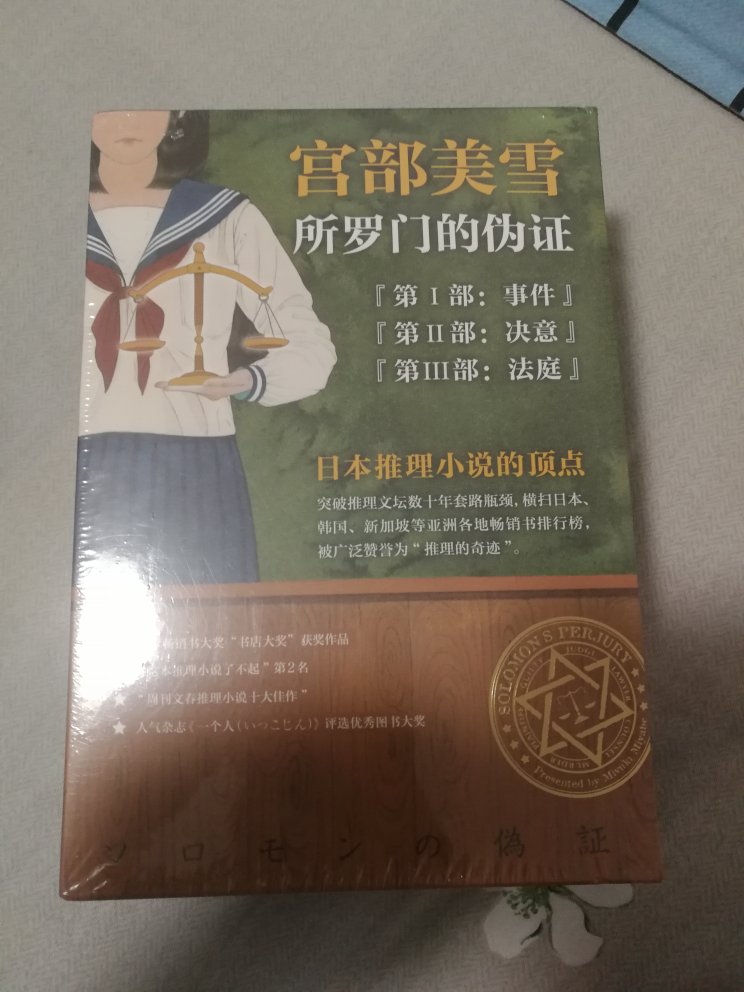 宫部美雪
所罗门的伪证
『第Ⅰ部：事件』
『第Ⅱ部：决意』
『第Ⅲ部：法庭』
日本推理小说的顶点
突破推理文坛数十年套路瓶颈，横扫日本、
韩国、新加坡等亚洲各地畅销书排行榜，
被广泛赞誉为“推理的奇迹”。
畅销书大奖“书店大奖”获奖作品
本推理小说了不起”第2名
★ “周刊文春推理小说十大佳作”
★ 人气杂志《一个人（いっこじん）》评选优秀图书大奖
SOLOMON'S PERJURY
JUDGE
LAWYER
GUILTY
MURDER
Presented by Miyuki Miyabe
ソロモンの偽証